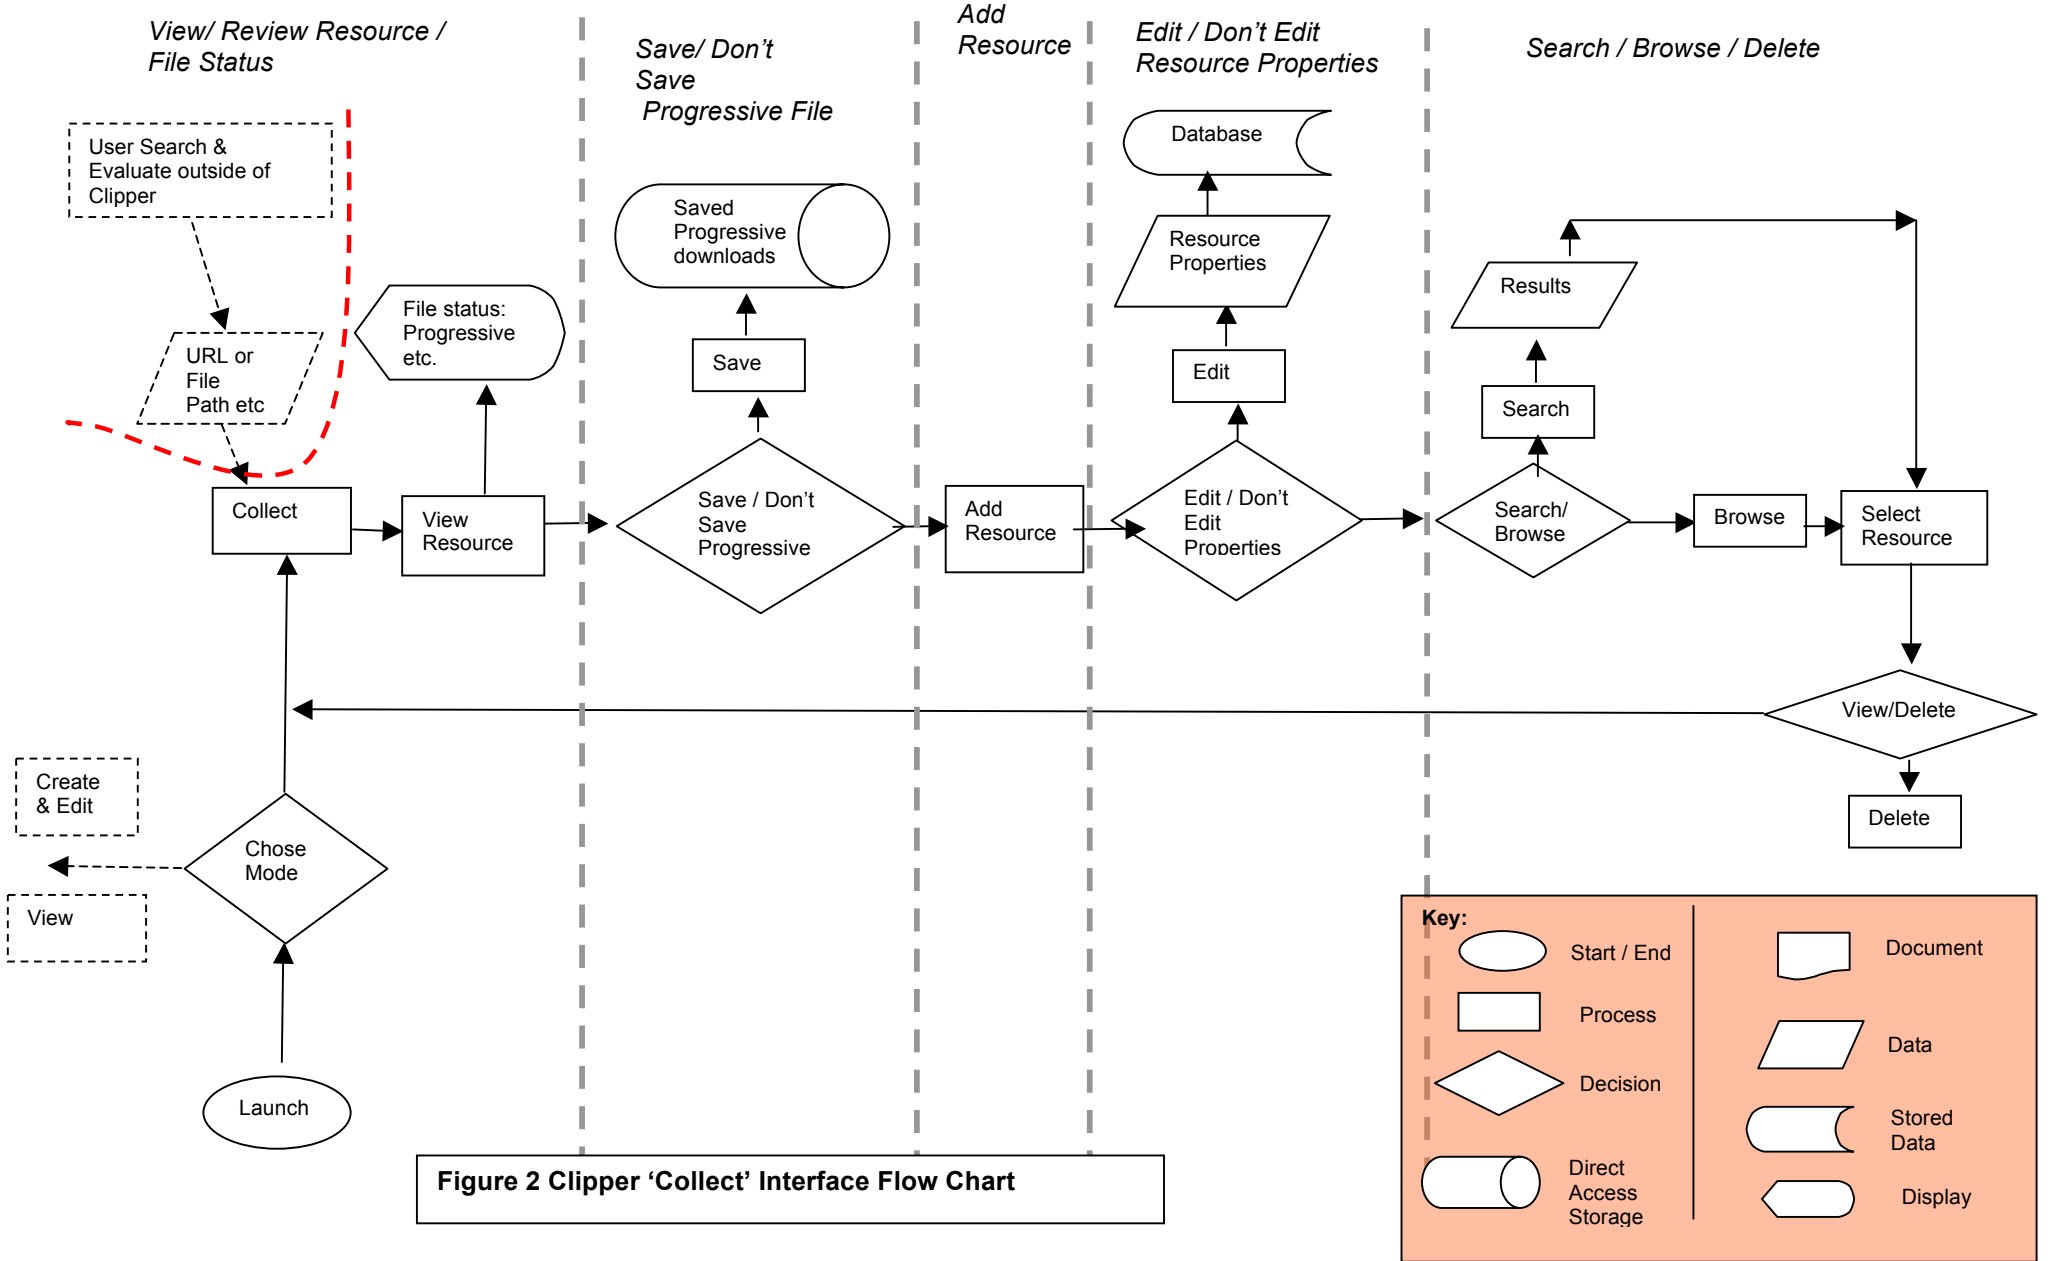 View/ Review Resource /
File Status
Save/ Don’t
Save
Progressive File
Add
Resource
Edit / Don’t Edit
Resource Properties
Search / Browse / Delete
User Search &
Evaluate outside of
Clipper
URL or
File
Path etc
File status:
Progressive
etc.
Saved
Progressive
downloads
Save
Database
Resource
Properties
Edit
Results
Search
Collect
View
Resource
Save / Don’t
Save
Progressive
Add
Resource
Edit / Don’t
Edit
Properties
Search/
Browse
Browse
Select
Resource
View/Delete
Delete
Create
& Edit
Chose
Mode
View
Launch
Key:
Start / End
Process
Decision
Direct
Access
Storage
Document
Data
Stored
Data
Display
Figure 2 Clipper ‘Collect’ Interface Flow Chart